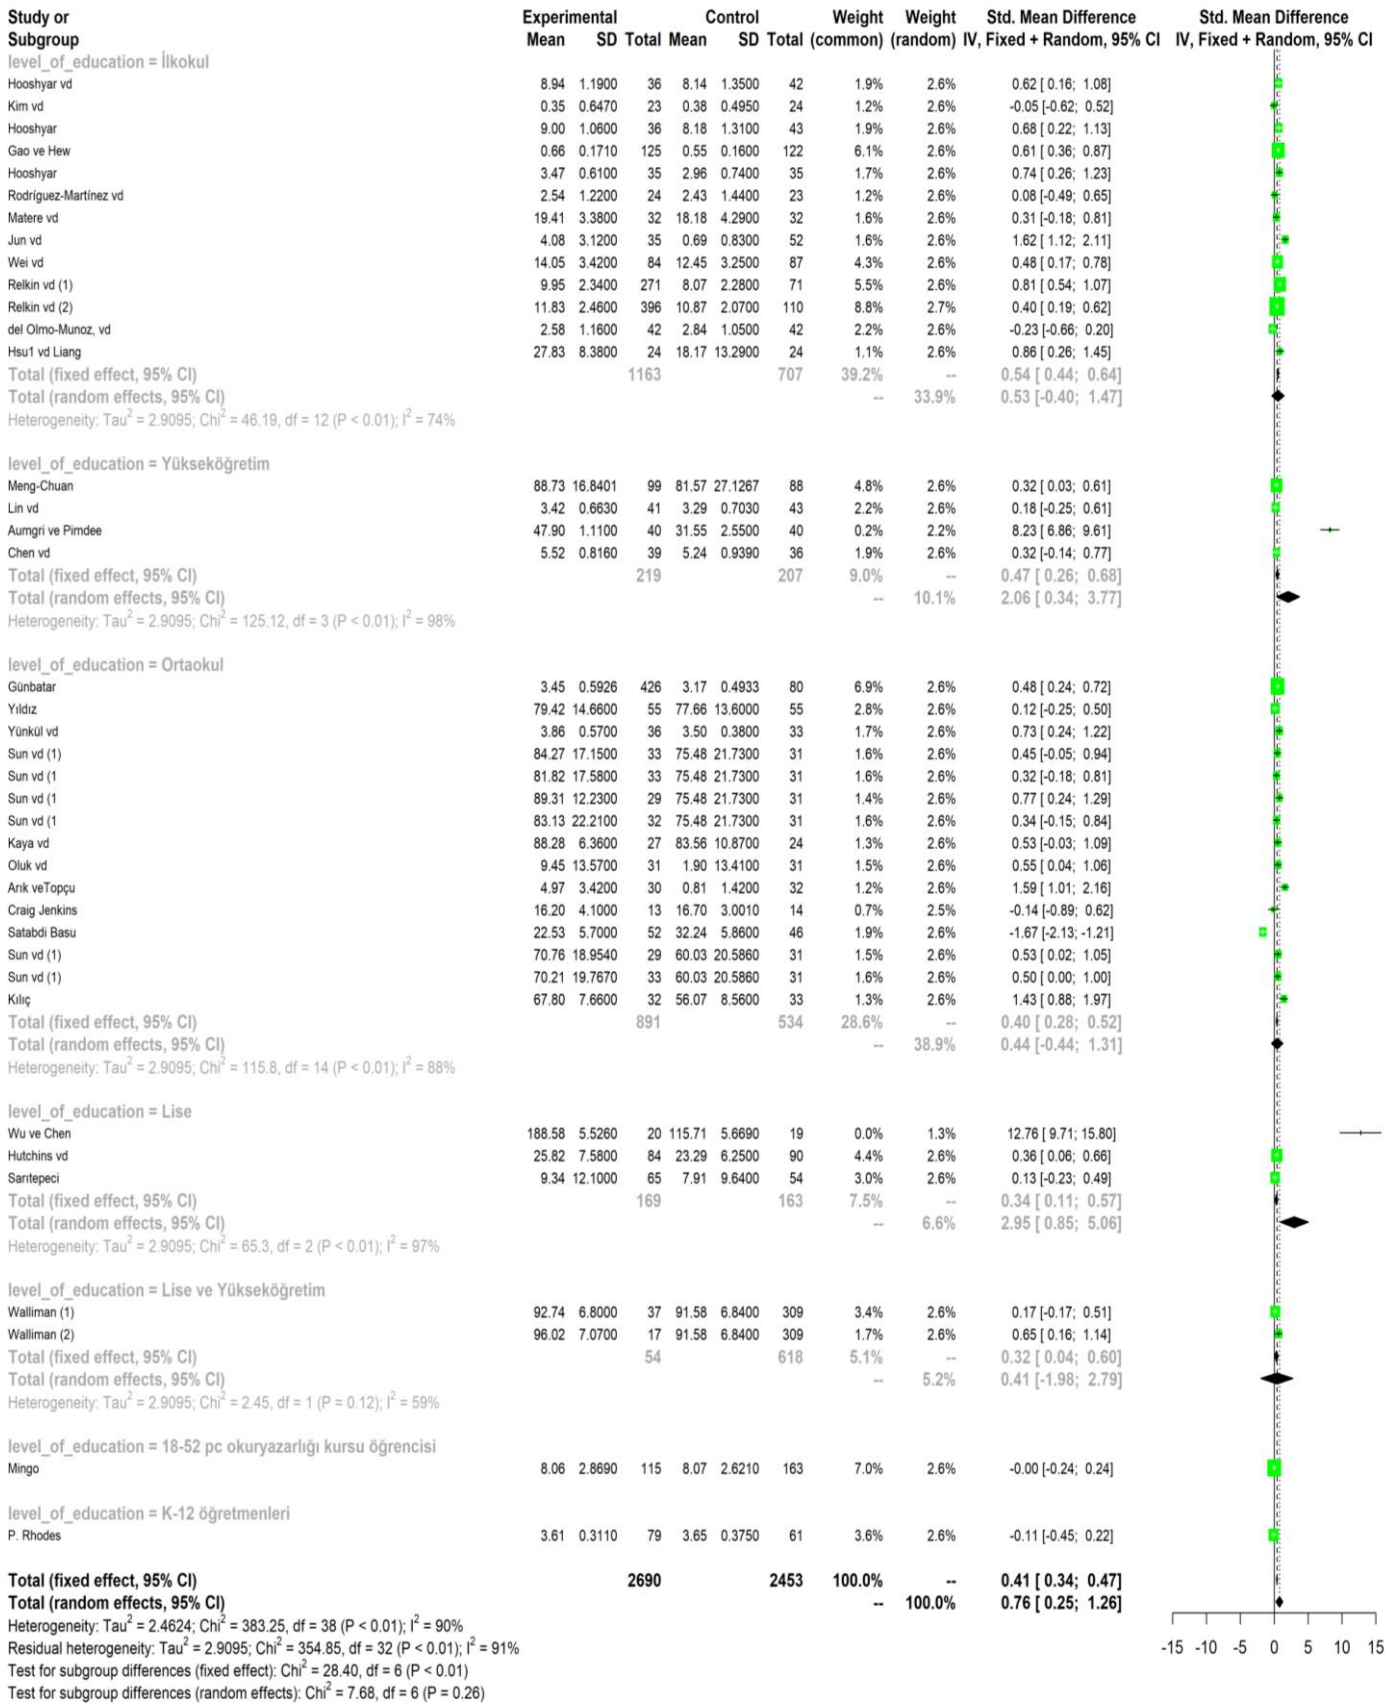 Study or Experimental Control Weight Weight Std. Mean Difference Std. Mean Difference
Subgroup Mean SD Total Mean SD Total (common) (random) IV, Fixed + Random, 95% CI IV, Fixed + Random, 95% CI
level_of_education = İlkokul
Hooshyar vd 8.94 1.1900 36 8.14 1.3500 42 1.9% 2.6% 0.62 [ 0.16; 1.08]
Kim vd 0.35 0.6470 23 0.38 0.4950 24 1.2% 2.6% -0.05 [-0.62; 0.52]
Hooshyar 9.00 1.0600 36 8.18 1.3100 43 1.9% 2.6% 0.68 [ 0.22; 1.13]
Gao ve Hew 0.66 0.1710 125 0.55 0.1600 122 6.1% 2.6% 0.61 [ 0.36; 0.87]
Hooshyar 3.47 0.6100 35 2.96 0.7400 35 1.7% 2.6% 0.74 [ 0.26; 1.23]
Rodríguez-Martínez vd 2.54 1.2200 24 2.43 1.4400 23 1.2% 2.6% 0.08 [-0.49; 0.65]
Matere vd 19.41 3.3800 32 18.18 4.2900 32 1.6% 2.6% 0.31 [-0.18; 0.81]
Jun vd 4.08 3.1200 35 0.69 0.8300 52 1.6% 2.6% 1.62 [ 1.12; 2.11]
Wei vd 14.05 3.4200 84 12.45 3.2500 87 4.3% 2.6% 0.48 [ 0.17; 0.78]
Relkin vd (1) 9.95 2.3400 271 8.07 2.2800 71 5.5% 2.6% 0.81 [ 0.54; 1.07]
Relkin vd (2) 11.83 2.4600 396 10.87 2.0700 110 8.8% 2.7% 0.40 [ 0.19; 0.62]
del Olmo-Munoz, vd 2.58 1.1600 42 2.84 1.0500 42 2.2% 2.6% -0.23 [-0.66; 0.20]
Hsu1 vd Liang 27.83 8.3800 24 18.17 13.2900 24 1.1% 2.6% 0.86 [ 0.26; 1.45]
Total (fixed effect, 95% CI) 1163 707 39.2% -- 0.54 [ 0.44; 0.64]
Total (random effects, 95% CI) -- 33.9% 0.53 [-0.40; 1.47]
Heterogeneity: Tau² = 2.9095; Chi² = 46.19, df = 12 (P < 0.01); I² = 74%
level_of_education = Yükseköğretim
Meng-Chuan 88.73 16.8401 99 81.57 27.1267 88 4.8% 2.6% 0.32 [ 0.03; 0.61]
Lin vd 3.42 0.6630 41 3.29 0.7030 43 2.2% 2.6% 0.18 [-0.25; 0.61]
Aumgri ve Pimdee 47.90 1.1100 40 31.55 2.5500 40 0.2% 2.2% 8.23 [ 6.86; 9.61]
Chen vd 5.52 0.8160 39 5.24 0.9390 36 1.9% 2.6% 0.32 [-0.14; 0.77]
Total (fixed effect, 95% CI) 219 207 9.0% -- 0.47 [ 0.26; 0.68]
Total (random effects, 95% CI) -- 10.1% 2.06 [ 0.34; 3.77]
Heterogeneity: Tau² = 2.9095; Chi² = 125.12, df = 3 (P < 0.01); I² = 98%
level_of_education = Ortaokul
Günbatar 3.45 0.5926 426 3.17 0.4933 80 6.9% 2.6% 0.48 [ 0.24; 0.72]
Yıldız 79.42 14.6600 55 77.66 13.6000 55 2.8% 2.6% 0.12 [-0.25; 0.50]
Yünkül vd 3.86 0.5700 36 3.50 0.3800 33 1.7% 2.6% 0.73 [ 0.24; 1.22]
Sun vd (1) 84.27 17.1500 33 75.48 21.7300 31 1.6% 2.6% 0.45 [-0.05; 0.94]
Sun vd (1 81.82 17.5800 33 75.48 21.7300 31 1.6% 2.6% 0.32 [-0.18; 0.81]
Sun vd (1 89.31 12.2300 29 75.48 21.7300 31 1.4% 2.6% 0.77 [ 0.24; 1.29]
Sun vd (1 83.13 22.2100 32 75.48 21.7300 31 1.6% 2.6% 0.34 [-0.15; 0.84]
Kaya vd 88.28 6.3600 27 83.56 10.8700 24 1.3% 2.6% 0.53 [-0.03; 1.09]
Oluk vd 9.45 13.5700 31 1.90 13.4100 31 1.5% 2.6% 0.55 [ 0.04; 1.06]
Arık veTopçu 4.97 3.4200 30 0.81 1.4200 32 1.2% 2.6% 1.59 [ 1.01; 2.16]
Craig Jenkins 16.20 4.1000 13 16.70 3.0010 14 0.7% 2.5% -0.14 [-0.89; 0.62]
Satabdi Basu 22.53 5.7000 52 32.24 5.8600 46 1.9% 2.6% -1.67 [-2.13; -1.21]
Sun vd (1) 70.76 18.9540 29 60.03 20.5860 31 1.5% 2.6% 0.53 [ 0.02; 1.05]
Sun vd (1) 70.21 19.7670 33 60.03 20.5860 31 1.6% 2.6% 0.50 [ 0.00; 1.00]
Kılıç 67.80 7.6600 32 56.07 8.5600 33 1.3% 2.6% 1.43 [ 0.88; 1.97]
Total (fixed effect, 95% CI) 891 534 28.6% -- 0.40 [ 0.28; 0.52]
Total (random effects, 95% CI) -- 38.9% 0.44 [-0.44; 1.31]
Heterogeneity: Tau² = 2.9095; Chi² = 115.8, df = 14 (P < 0.01); I² = 88%
level_of_education = Lise
Wu ve Chen 188.58 5.5260 20 115.71 5.6690 19 0.0% 1.3% 12.76 [ 9.71; 15.80]
Hutchins vd 25.82 7.5800 84 23.29 6.2500 90 4.4% 2.6% 0.36 [ 0.06; 0.66]
Sarıtepeci 9.34 12.1000 65 7.91 9.6400 54 3.0% 2.6% 0.13 [-0.23; 0.49]
Total (fixed effect, 95% CI) 169 163 7.5% -- 0.34 [ 0.11; 0.57]
Total (random effects, 95% CI) -- 6.6% 2.95 [ 0.85; 5.06]
Heterogeneity: Tau² = 2.9095; Chi² = 65.3, df = 2 (P < 0.01); I² = 97%
level_of_education = Lise ve Yükseköğretim
Walliman (1) 92.74 6.8000 37 91.58 6.8400 309 3.4% 2.6% 0.17 [-0.17; 0.51]
Walliman (2) 96.02 7.0700 17 91.58 6.8400 309 1.7% 2.6% 0.65 [ 0.16; 1.14]
Total (fixed effect, 95% CI) 54 618 5.1% -- 0.32 [ 0.04; 0.60]
Total (random effects, 95% CI) -- 5.2% 0.41 [-1.98; 2.79]
Heterogeneity: Tau² = 2.9095; Chi² = 2.45, df = 1 (P = 0.12); I² = 59%
level_of_education = 18-52 pc okuryazarlığı kursu öğrencisi
Mingo 8.06 2.8690 115 8.07 2.6210 163 7.0% 2.6% -0.00 [-0.24; 0.24]
level_of_education = K-12 öğretmenleri
P. Rhodes 3.61 0.3110 79 3.65 0.3750 61 3.6% 2.6% -0.11 [-0.45; 0.22]
Total (fixed effect, 95% CI) 2690 2453 100.0% -- 0.41 [ 0.34; 0.47]
Total (random effects, 95% CI) -- 100.0% 0.76 [ 0.25; 1.26]
Heterogeneity: Tau² = 2.4624; Chi² = 383.25, df = 38 (P < 0.01); I² = 90%
Residual heterogeneity: Tau² = 2.9095; Chi² = 354.85, df = 32 (P < 0.01); I² = 91%
-15 -10 -5 0 5 10 15
Test for subgroup differences (fixed effect): Chi² = 28.40, df = 6 (P < 0.01)
Test for subgroup differences (random effects): Chi² = 7.68, df = 6 (P = 0.26)